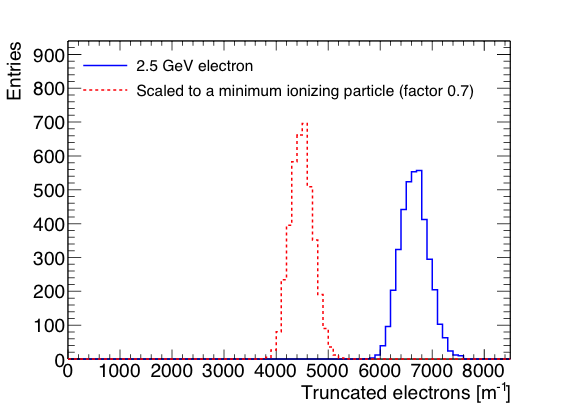 Entries
900
800
700
600
500
400
300
200
100
0
2.5 GeV electron
Scaled to a minimum ionizing particle (factor 0.7)
0 1000 2000 3000 4000 5000 6000 7000 8000
Truncated electrons [m⁻¹]